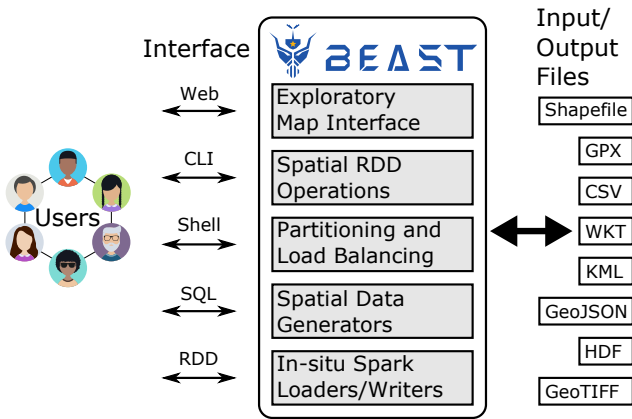 Interface
Web
CLI
Shell
SQL
RDD
Users
BEAST
Exploratory
Map Interface
Spatial RDD
Operations
Partitioning and
Load Balancing
Spatial Data
Generators
In-situ Spark
Loaders/Writers
Input/
Output
Files
Shapefile
GPX
CSV
WKT
KML
GeoJSON
HDF
GeoTIFF